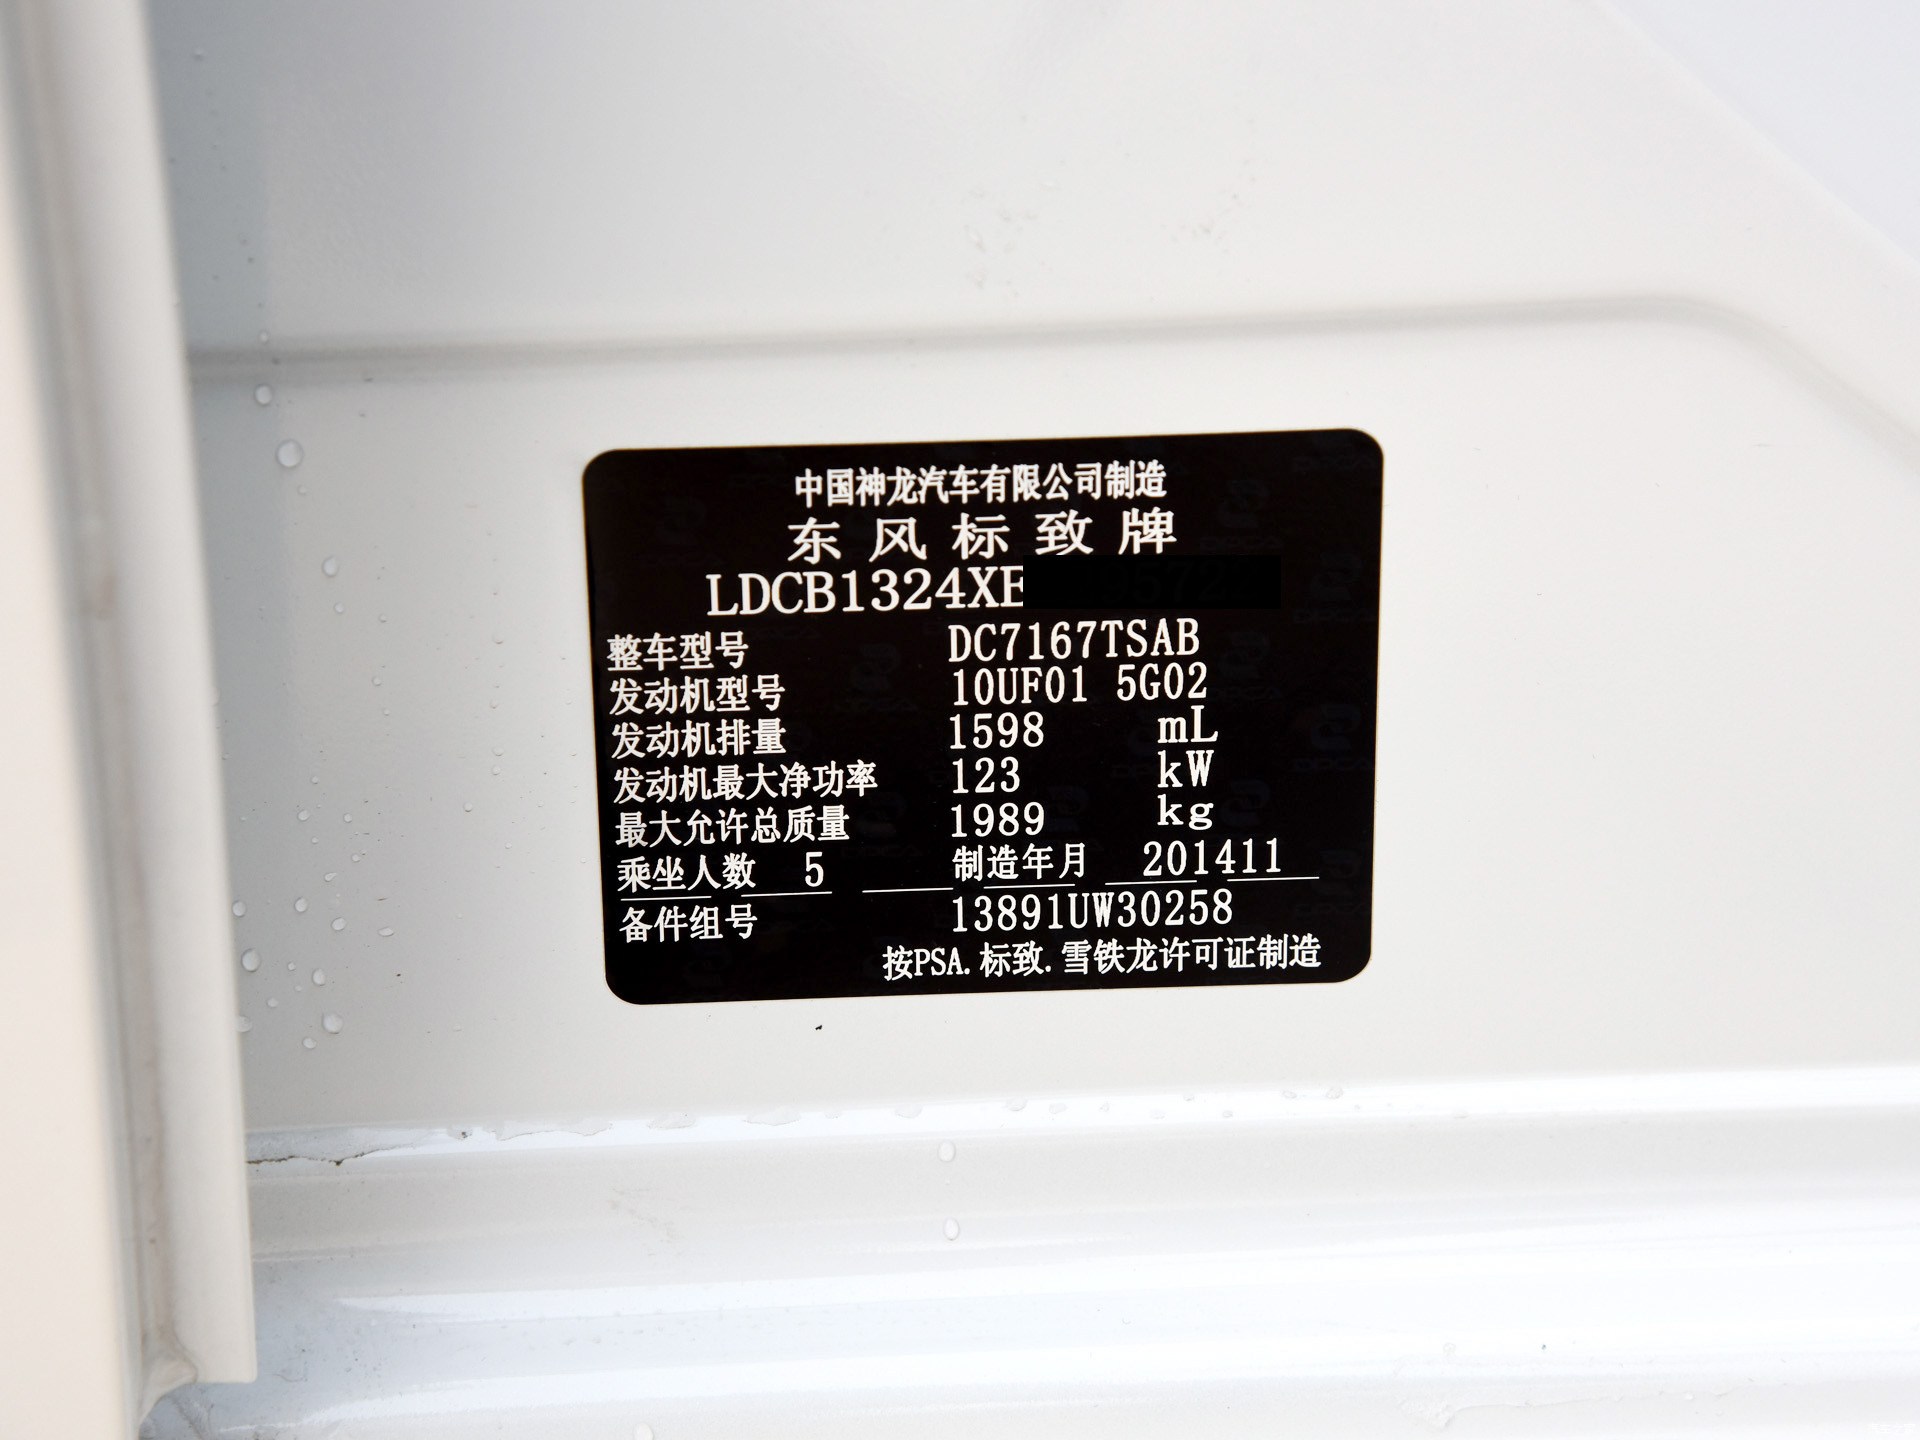 中国神龙汽车有限公司制造
东风标致牌
LDCB1324XE
整车型号 DC7167TSAB
发动机型号 10UF01 5G02
发动机排量 1598 mL
发动机最大净功率 123 kW
最大允许总质量 1989 kg
乘坐人数 5 制造年月 201411
备件组号 13891UW30258
按PSA.标致.雪铁龙许可证制造